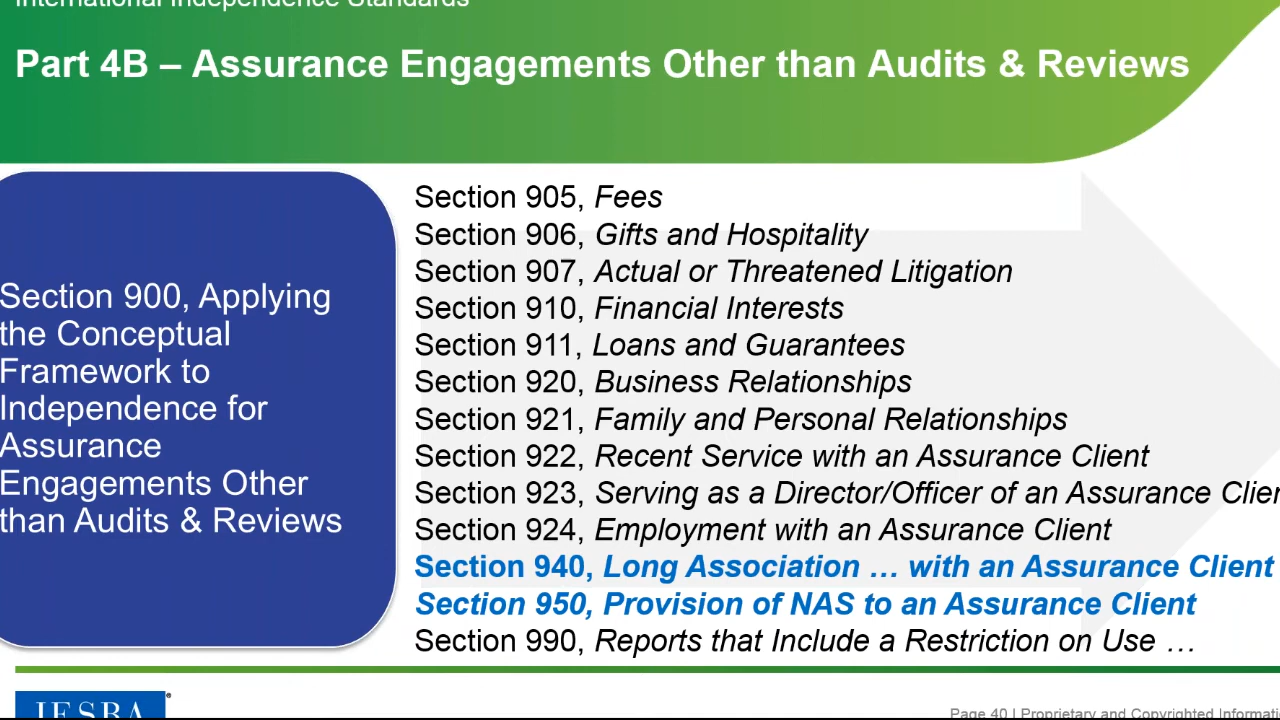 International Independence Standards
Part 4B – Assurance Engagements Other than Audits & Reviews
Section 900, Applying
the Conceptual
Framework to
Independence for
Assurance
Engagements Other
than Audits & Reviews
Section 905, Fees
Section 906, Gifts and Hospitality
Section 907, Actual or Threatened Litigation
Section 910, Financial Interests
Section 911, Loans and Guarantees
Section 920, Business Relationships
Section 921, Family and Personal Relationships
Section 922, Recent Service with an Assurance Client
Section 923, Serving as a Director/Officer of an Assurance Clien
Section 924, Employment with an Assurance Client
Section 940, Long Association … with an Assurance Client
Section 950, Provision of NAS to an Assurance Client
Section 990, Reports that Include a Restriction on Use …
IESBA®
Page 40 | Proprietary and Copyrighted Informati